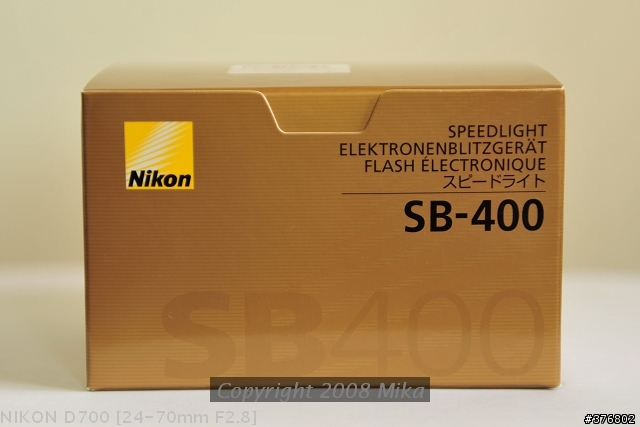 Nikon
SPEEDLIGHT
ELEKTRONENBLITZGERÄT
FLASH ÉLECTRONIQUE
スピードライト
SB-400
SB400
Copyright 2008 Mika
NIKON D700 [24-70mm F2.8]
#376802